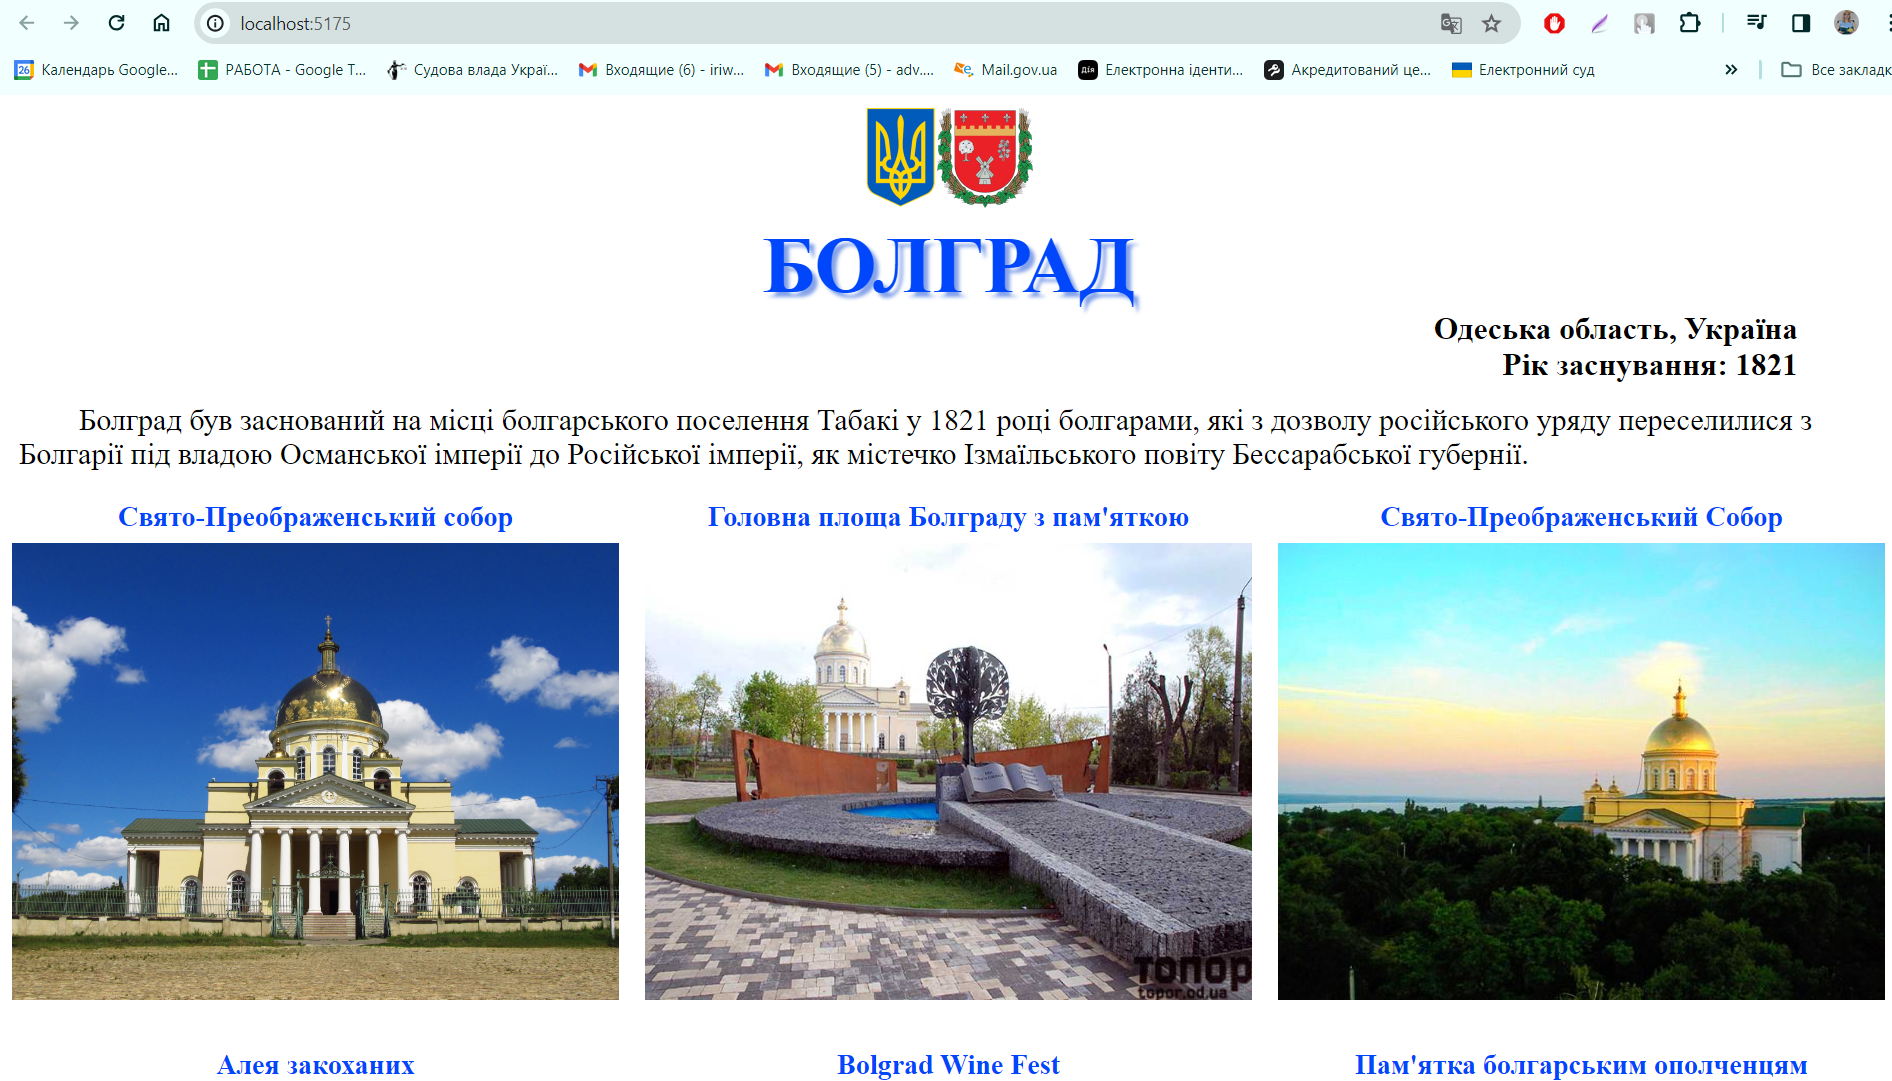 localhost:5175
Календарь Google...
РАБОТА - Google Т...
Судова влада Украї...
Входящие (6) - iriw...
Входящие (5) - adv....
Mail.gov.ua
Дія
Електронна іденти...
Акредитований це...
Електронний суд
»
Все закладк
БОЛГРАД
Одеська область, Україна
Рік заснування: 1821
Болград був заснований на місці болгарського поселення Табакі у 1821 році болгарами, які з дозволу російського уряду переселилися з
Болгарії під владою Османської імперії до Російської імперії, як містечко Ізмаїльського повіту Бессарабської губернії.
Свято-Преображенський собор
Головна площа Болграду з пам'яткою
Свято-Преображенський Собор
ТОПОР
topor.od.ua
Алея закоханих
Bolgrad Wine Fest
Пам'ятка болгарським ополченцям